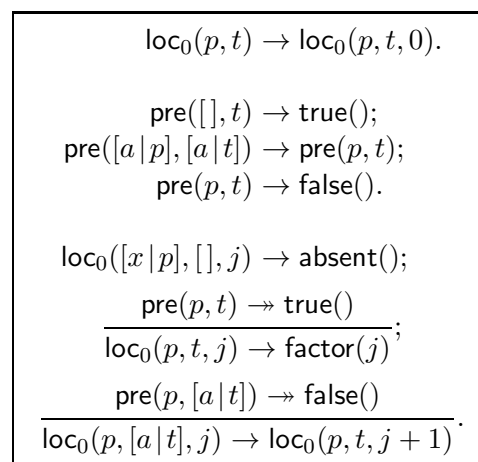 loc₀(p, t) → loc₀(p, t, 0).
pre([ ], t) → true();
pre([a | p], [a | t]) → pre(p, t);
pre(p, t) → false().
loc₀([x | p], [ ], j) → absent();
pre(p, t) ↠ true()
loc₀(p, t, j) → factor(j);
pre(p, [a | t]) ↠ false()
loc₀(p, [a | t], j) → loc₀(p, t, j + 1).